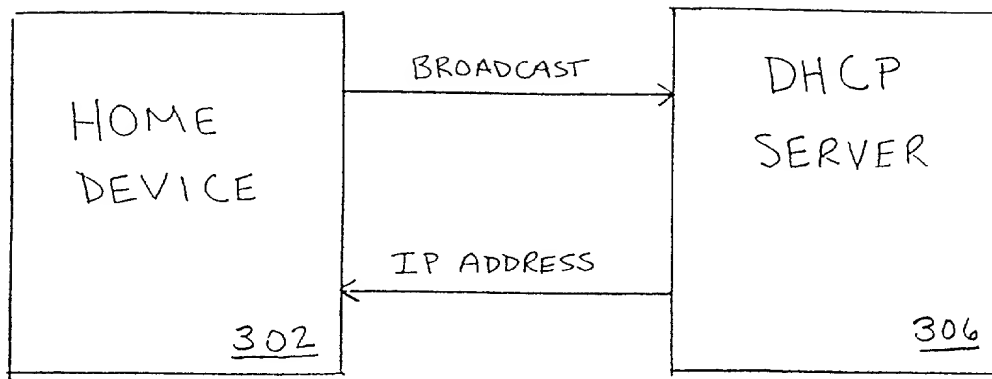 HOME
DEVICE
302
BROADCAST
IP ADDRESS
DHCP
SERVER
306